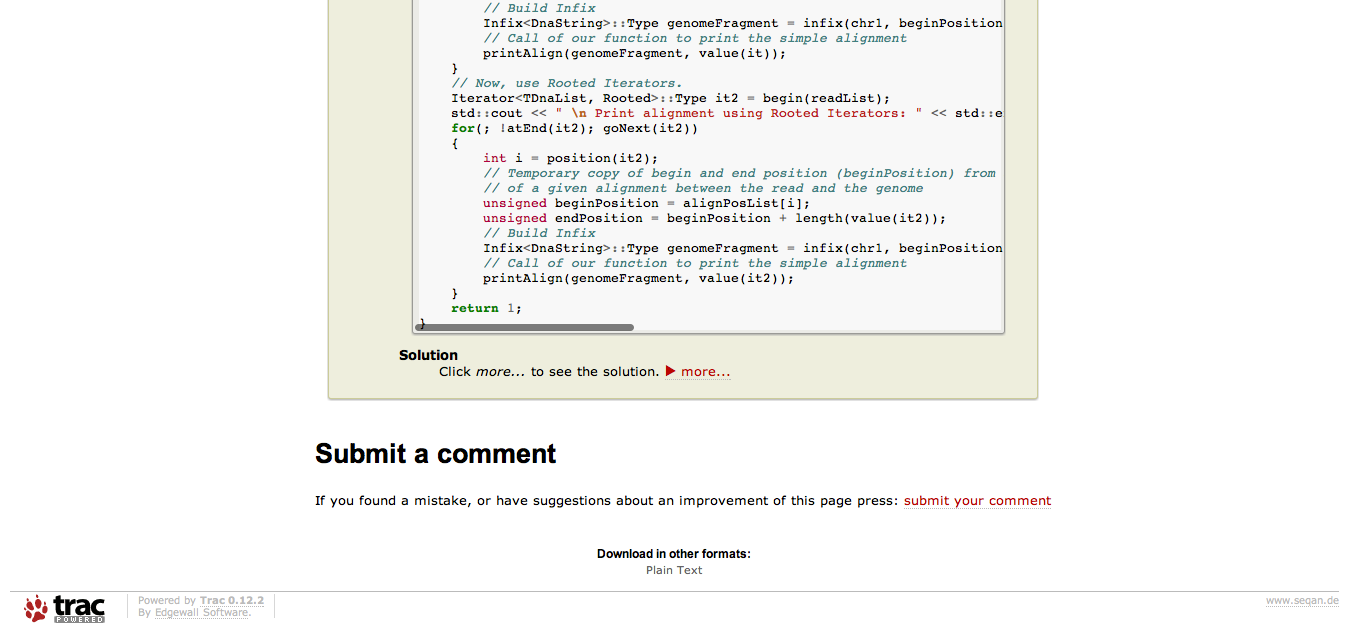 // Build Infix
Infix<DnaString>::Type genomeFragment = infix(chr1, beginPosition
// Call of our function to print the simple alignment
printAlign(genomeFragment, value(it));
}
// Now, use Rooted Iterators.
Iterator<TDnaList, Rooted>::Type it2 = begin(readList);
std::cout << " \n Print alignment using Rooted Iterators: " << std::e
for(; !atEnd(it2); goNext(it2))
{
int i = position(it2);
// Temporary copy of begin and end position (beginPosition) from
// of a given alignment between the read and the genome
unsigned beginPosition = alignPosList[i];
unsigned endPosition = beginPosition + length(value(it2));
// Build Infix
Infix<DnaString>::Type genomeFragment = infix(chr1, beginPosition
// Call of our function to print the simple alignment
printAlign(genomeFragment, value(it2));
}
return 1;
}
Solution
Click more... to see the solution. ▶ more...
Submit a comment
If you found a mistake, or have suggestions about an improvement of this page press: submit your comment
Download in other formats:
Plain Text
trac
POWERED
Powered by Trac 0.12.2
By Edgewall Software.
www.seqan.de